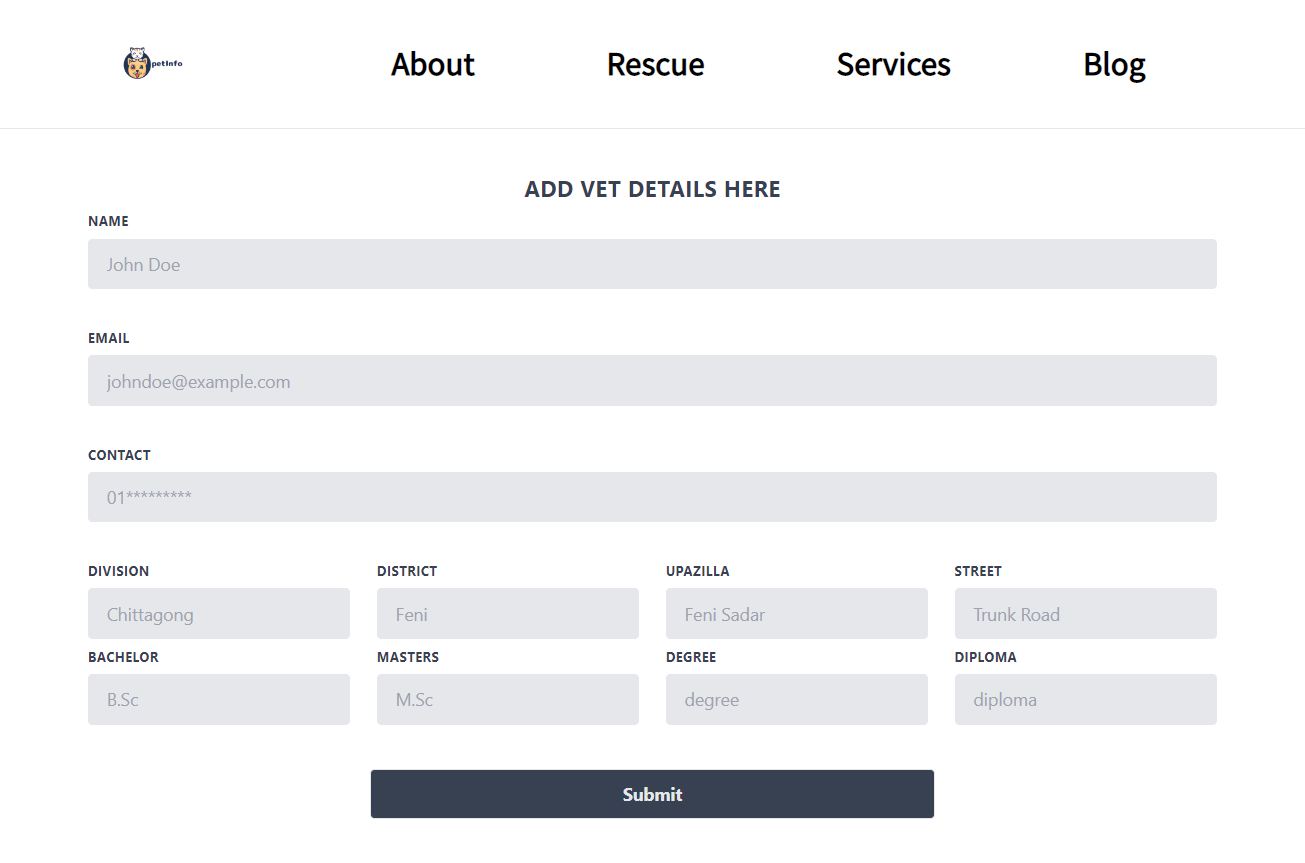 petInfo
About Rescue Services Blog
ADD VET DETAILS HERE
NAME
John Doe
EMAIL
johndoe@example.com
CONTACT
01*********
DIVISION DISTRICT UPAZILLA STREET
Chittagong Feni Feni Sadar Trunk Road
BACHELOR MASTERS DEGREE DIPLOMA
B.Sc M.Sc degree diploma
Submit